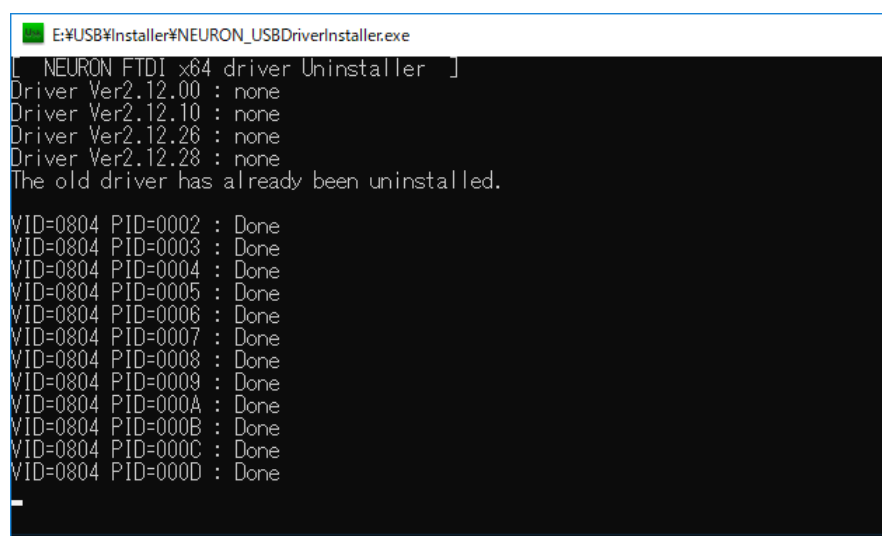 E:¥USB¥Installer¥NEURON_USBDriverInstaller.exe
[  NEURON FTDI x64 driver Uninstaller  ]
Driver Ver2.12.00 : none
Driver Ver2.12.10 : none
Driver Ver2.12.26 : none
Driver Ver2.12.28 : none
The old driver has already been uninstalled.
VID=0804 PID=0002 : Done
VID=0804 PID=0003 : Done
VID=0804 PID=0004 : Done
VID=0804 PID=0005 : Done
VID=0804 PID=0006 : Done
VID=0804 PID=0007 : Done
VID=0804 PID=0008 : Done
VID=0804 PID=0009 : Done
VID=0804 PID=000A : Done
VID=0804 PID=000B : Done
VID=0804 PID=000C : Done
VID=0804 PID=000D : Done